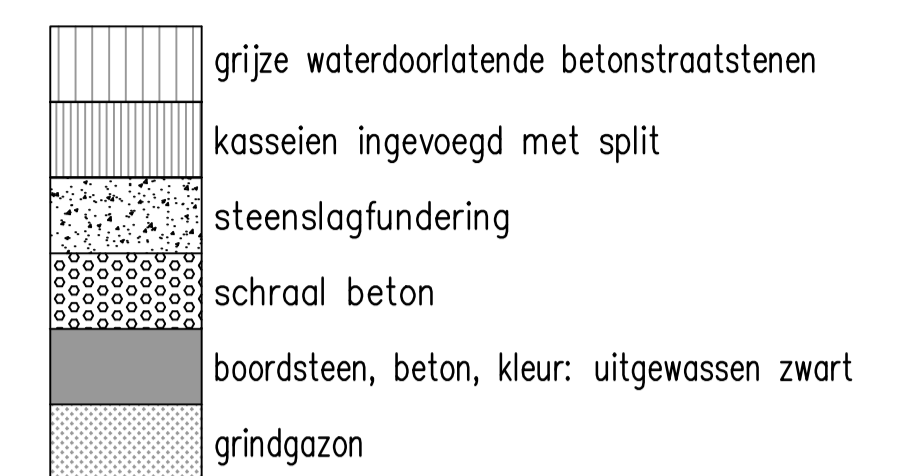 grijze waterdoorlatende betonstraatstenen
kasseien ingevoegd met split
steenslagfundering
schraal beton
boordsteen, beton, kleur: uitgewassen zwart
grindgazon